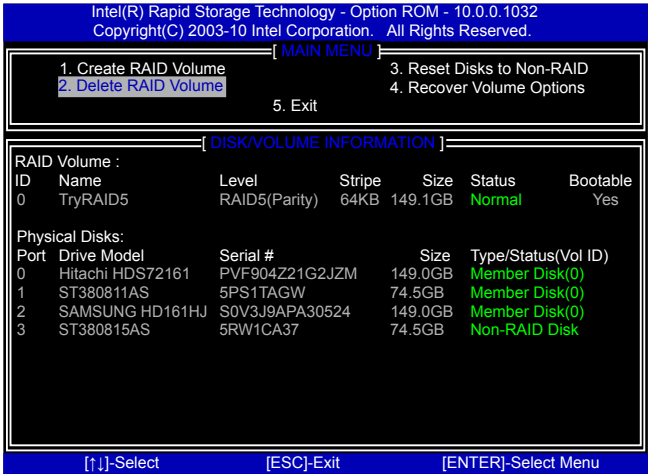 Intel(R) Rapid Storage Technology - Option ROM - 10.0.0.1032
Copyright(C) 2003-10 Intel Corporation. All Rights Reserved.
[ MAIN MENU ]
1. Create RAID Volume 3. Reset Disks to Non-RAID
2. Delete RAID Volume 4. Recover Volume Options
5. Exit
[ DISK/VOLUME INFORMATION ]
RAID Volume :
ID Name Level Stripe Size Status Bootable
0 TryRAID5 RAID5(Parity) 64KB 149.1GB Normal Yes
Physical Disks:
Port Drive Model Serial # Size Type/Status(Vol ID)
0 Hitachi HDS72161 PVF904Z21G2JZM 149.0GB Member Disk(0)
1 ST380811AS 5PS1TAGW 74.5GB Member Disk(0)
2 SAMSUNG HD161HJ S0V3J9APA30524 149.0GB Member Disk(0)
3 ST380815AS 5RW1CA37 74.5GB Non-RAID Disk
[↑↓]-Select [ESC]-Exit [ENTER]-Select Menu